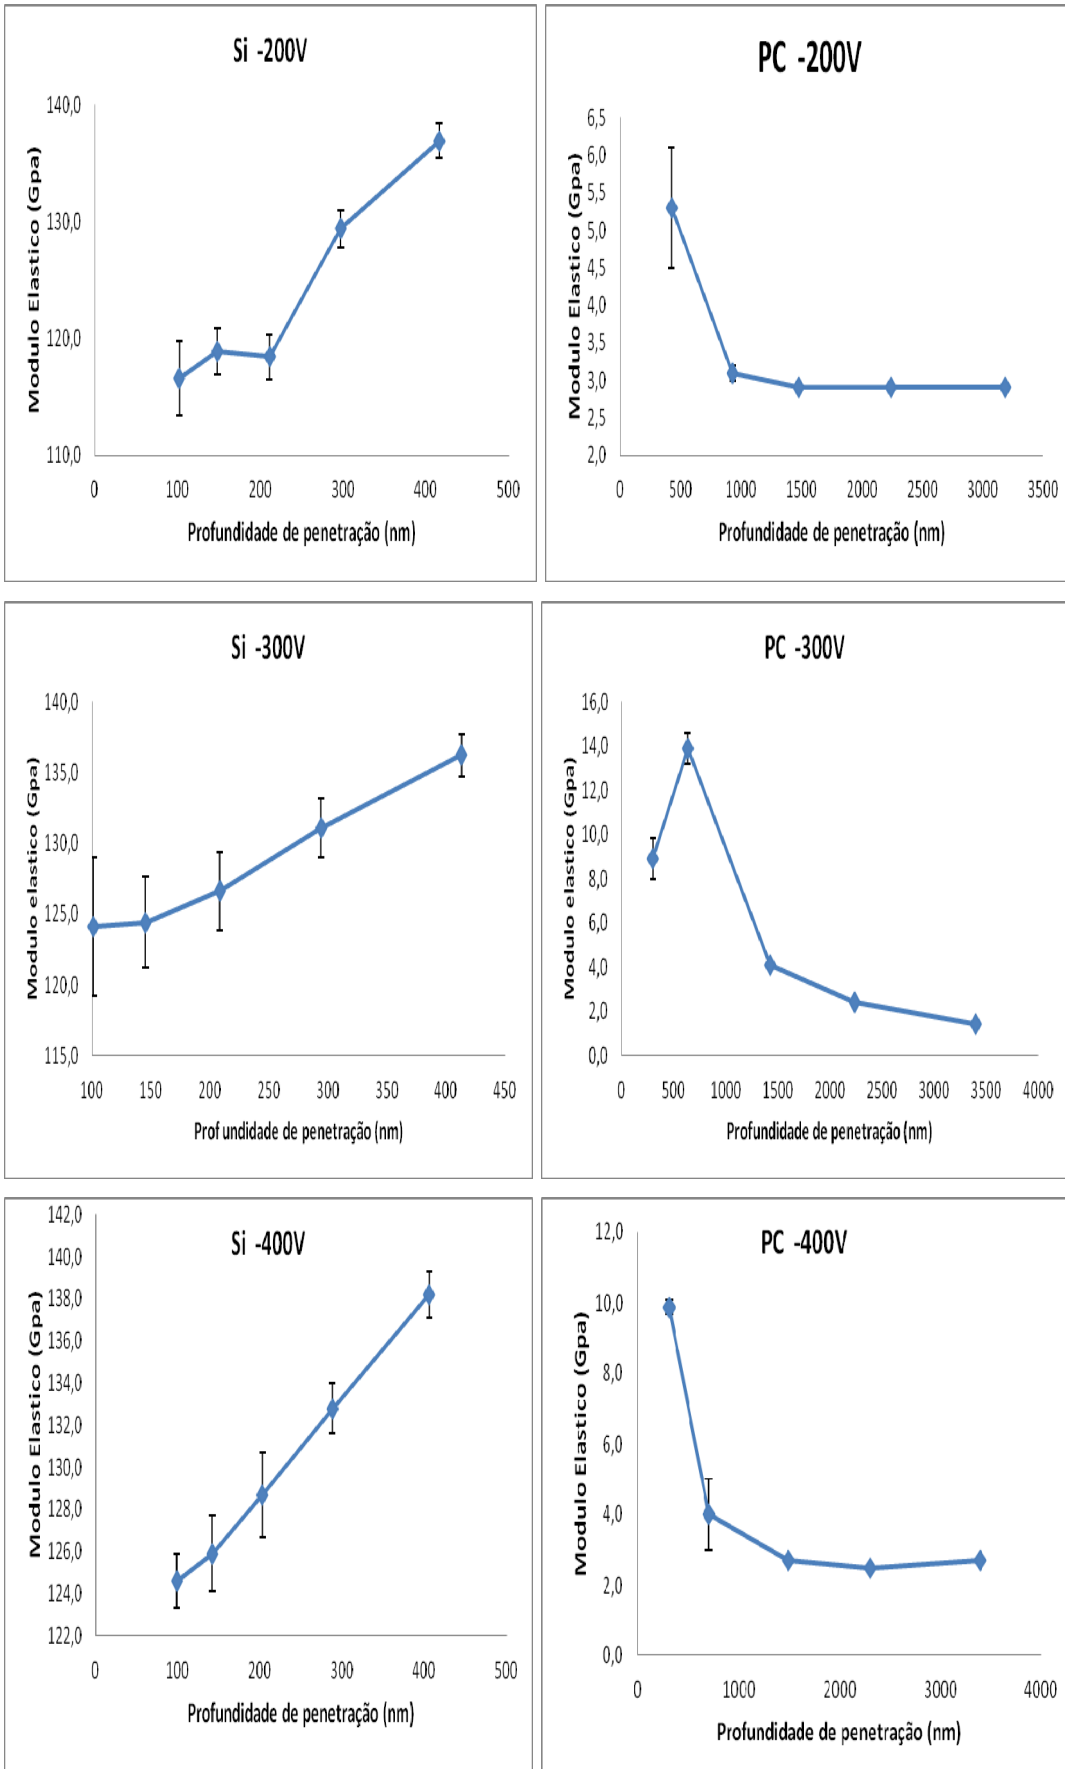 Si -200V
140,0
130,0
120,0
110,0
Modulo Elastico (Gpa)
0 100 200 300 400 500
Profundidade de penetração (nm)
PC -200V
6,5
6,0
5,5
5,0
4,5
4,0
3,5
3,0
2,5
2,0
Modulo Elastico (Gpa)
0 500 1000 1500 2000 2500 3000 3500
Profundidade de penetração (nm)
Si -300V
140,0
135,0
130,0
125,0
120,0
115,0
Modulo elastico (Gpa)
100 150 200 250 300 350 400 450
Profundidade de penetração (nm)
PC -300V
16,0
14,0
12,0
10,0
8,0
6,0
4,0
2,0
0,0
Modulo elastico (Gpa)
0 500 1000 1500 2000 2500 3000 3500 4000
Profundidade de penetração (nm)
Si -400V
142,0
140,0
138,0
136,0
134,0
132,0
130,0
128,0
126,0
124,0
122,0
Modulo Elastico (Gpa)
0 100 200 300 400 500
Profundidade de penetração (nm)
PC -400V
12,0
10,0
8,0
6,0
4,0
2,0
0,0
Modulo Elastico (Gpa)
0 1000 2000 3000 4000
Profundidade de penetração (nm)